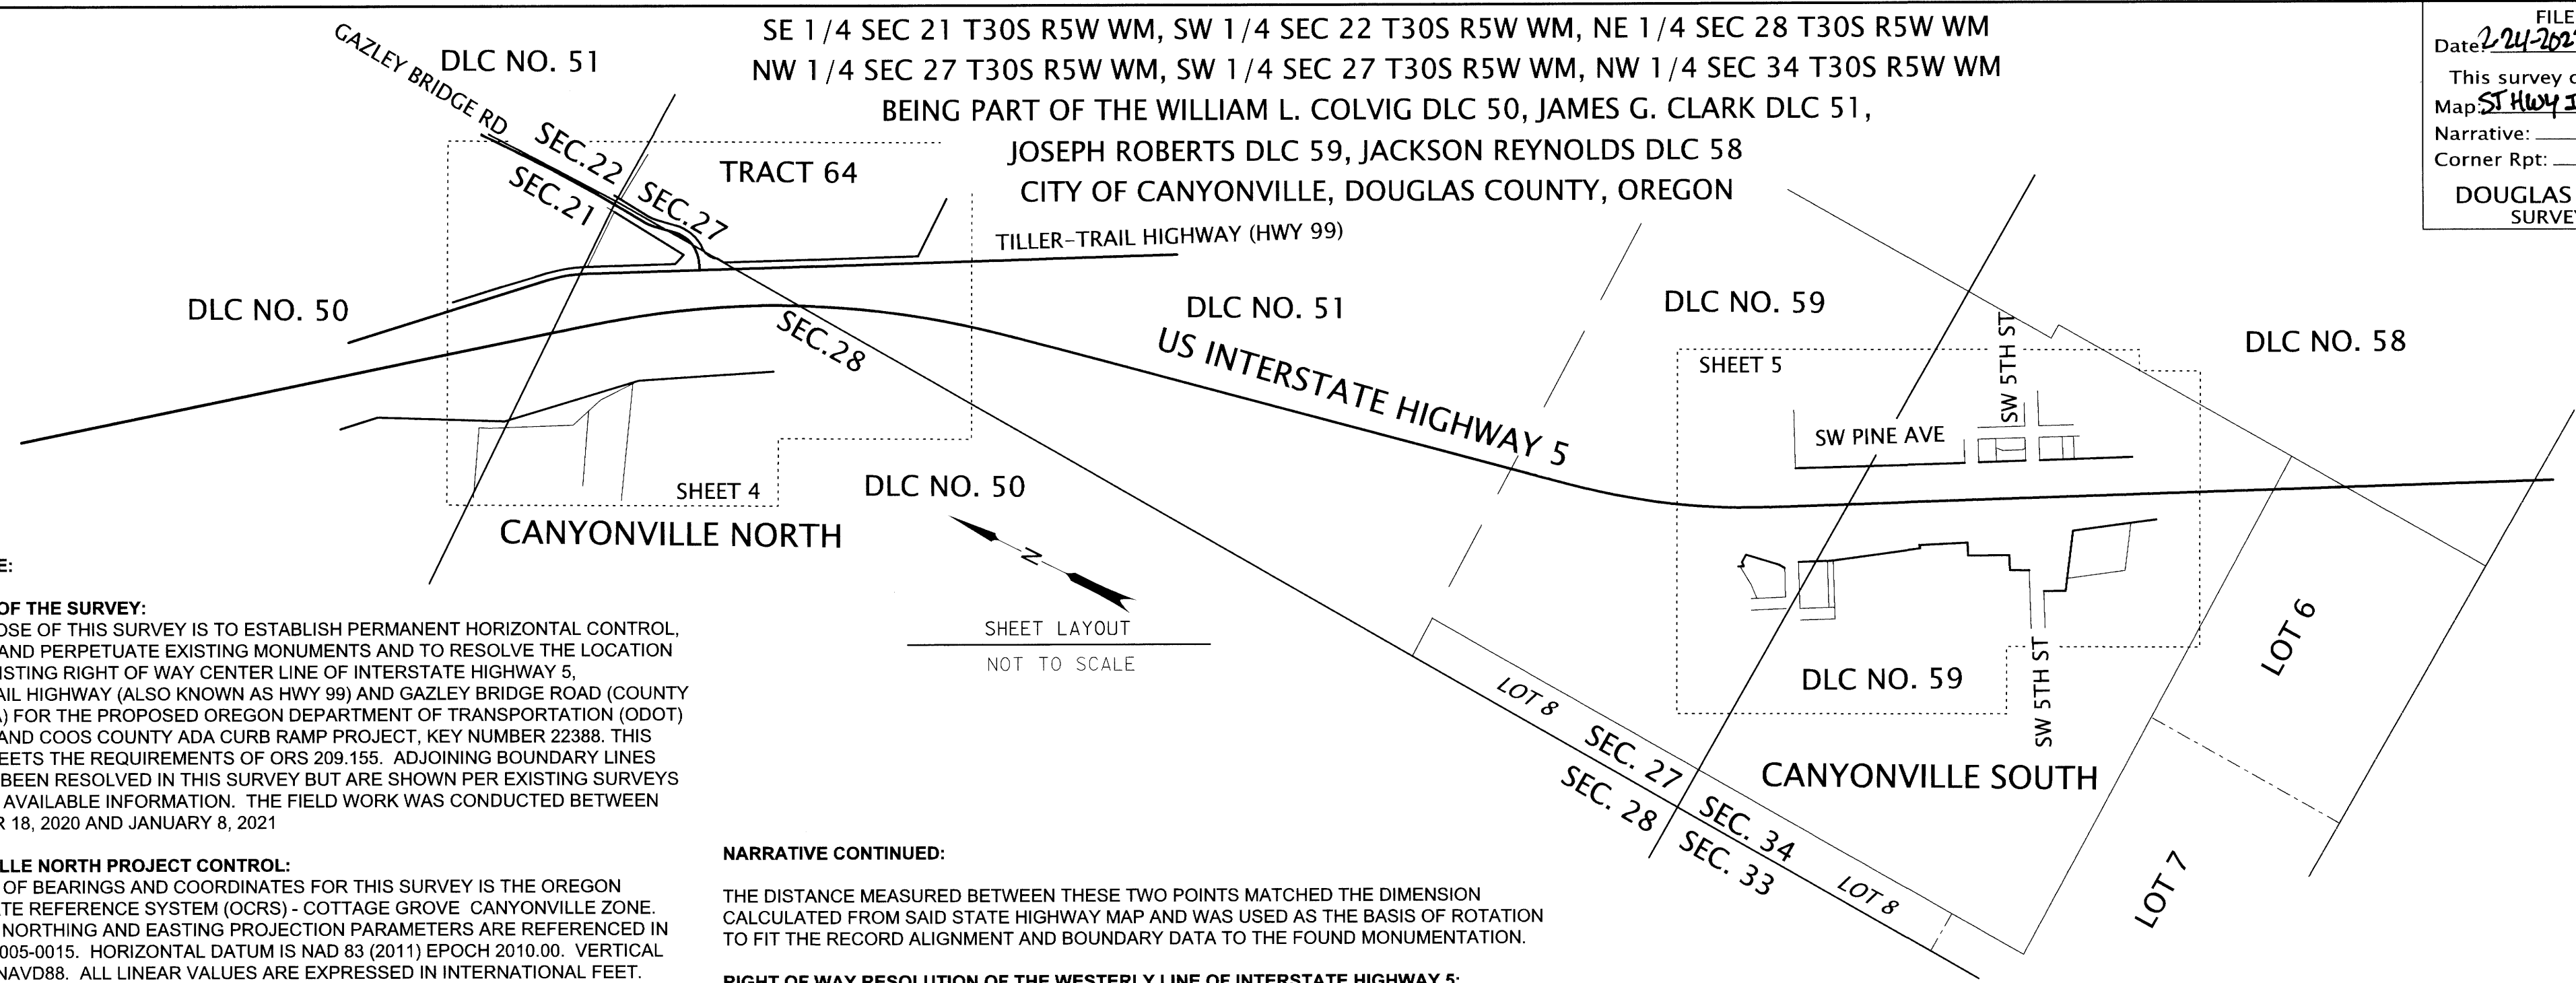 SE 1/4 SEC 21 T30S R5W WM, SW 1/4 SEC 22 T30S R5W WM, NE 1/4 SEC 28 T30S R5W WM
NW 1/4 SEC 27 T30S R5W WM, SW 1/4 SEC 27 T30S R5W WM, NW 1/4 SEC 34 T30S R5W WM
BEING PART OF THE WILLIAM L. COLVIG DLC 50, JAMES G. CLARK DLC 51,
JOSEPH ROBERTS DLC 59, JACKSON REYNOLDS DLC 58
CITY OF CANYONVILLE, DOUGLAS COUNTY, OREGON
FILE
Date: 2-24-202
This survey
Map: ST HWY
Narrative:
Corner Rpt:
DOUGLAS
SURVE
GAZLEY BRIDGE RD
DLC NO. 51
SEC.22
SEC.21
SEC.27
TRACT 64
TILLER-TRAIL HIGHWAY (HWY 99)
DLC NO. 50
SEC.28
DLC NO. 51
US INTERSTATE HIGHWAY 5
DLC NO. 59
SW 5TH ST
DLC NO. 58
SHEET 5
SW PINE AVE
SHEET 4
DLC NO. 50
CANYONVILLE NORTH
N
SHEET LAYOUT
NOT TO SCALE
LOT 6
DLC NO. 59
SW 5TH ST
LOT 8
SEC. 27
SEC. 28
CANYONVILLE SOUTH
SEC. 34
SEC. 33
LOT 8
LOT 7
E:
OF THE SURVEY:
OSE OF THIS SURVEY IS TO ESTABLISH PERMANENT HORIZONTAL CONTROL,
AND PERPETUATE EXISTING MONUMENTS AND TO RESOLVE THE LOCATION
ISTING RIGHT OF WAY CENTER LINE OF INTERSTATE HIGHWAY 5,
AIL HIGHWAY (ALSO KNOWN AS HWY 99) AND GAZLEY BRIDGE ROAD (COUNTY
A) FOR THE PROPOSED OREGON DEPARTMENT OF TRANSPORTATION (ODOT)
AND COOS COUNTY ADA CURB RAMP PROJECT, KEY NUMBER 22388. THIS
EETS THE REQUIREMENTS OF ORS 209.155. ADJOINING BOUNDARY LINES
BEEN RESOLVED IN THIS SURVEY BUT ARE SHOWN PER EXISTING SURVEYS
AVAILABLE INFORMATION. THE FIELD WORK WAS CONDUCTED BETWEEN
R 18, 2020 AND JANUARY 8, 2021
LLE NORTH PROJECT CONTROL:
OF BEARINGS AND COORDINATES FOR THIS SURVEY IS THE OREGON
TE REFERENCE SYSTEM (OCRS) - COTTAGE GROVE CANYONVILLE ZONE.
NORTHING AND EASTING PROJECTION PARAMETERS ARE REFERENCED IN
005-0015. HORIZONTAL DATUM IS NAD 83 (2011) EPOCH 2010.00. VERTICAL
NAVD88. ALL LINEAR VALUES ARE EXPRESSED IN INTERNATIONAL FEET.
NARRATIVE CONTINUED:
THE DISTANCE MEASURED BETWEEN THESE TWO POINTS MATCHED THE DIMENSION
CALCULATED FROM SAID STATE HIGHWAY MAP AND WAS USED AS THE BASIS OF ROTATION
TO FIT THE RECORD ALIGNMENT AND BOUNDARY DATA TO THE FOUND MONUMENTATION.
RIGHT OF WAY RESOLUTION OF THE WESTERLY LINE OF INTERSTATE HIGHWAY 5: